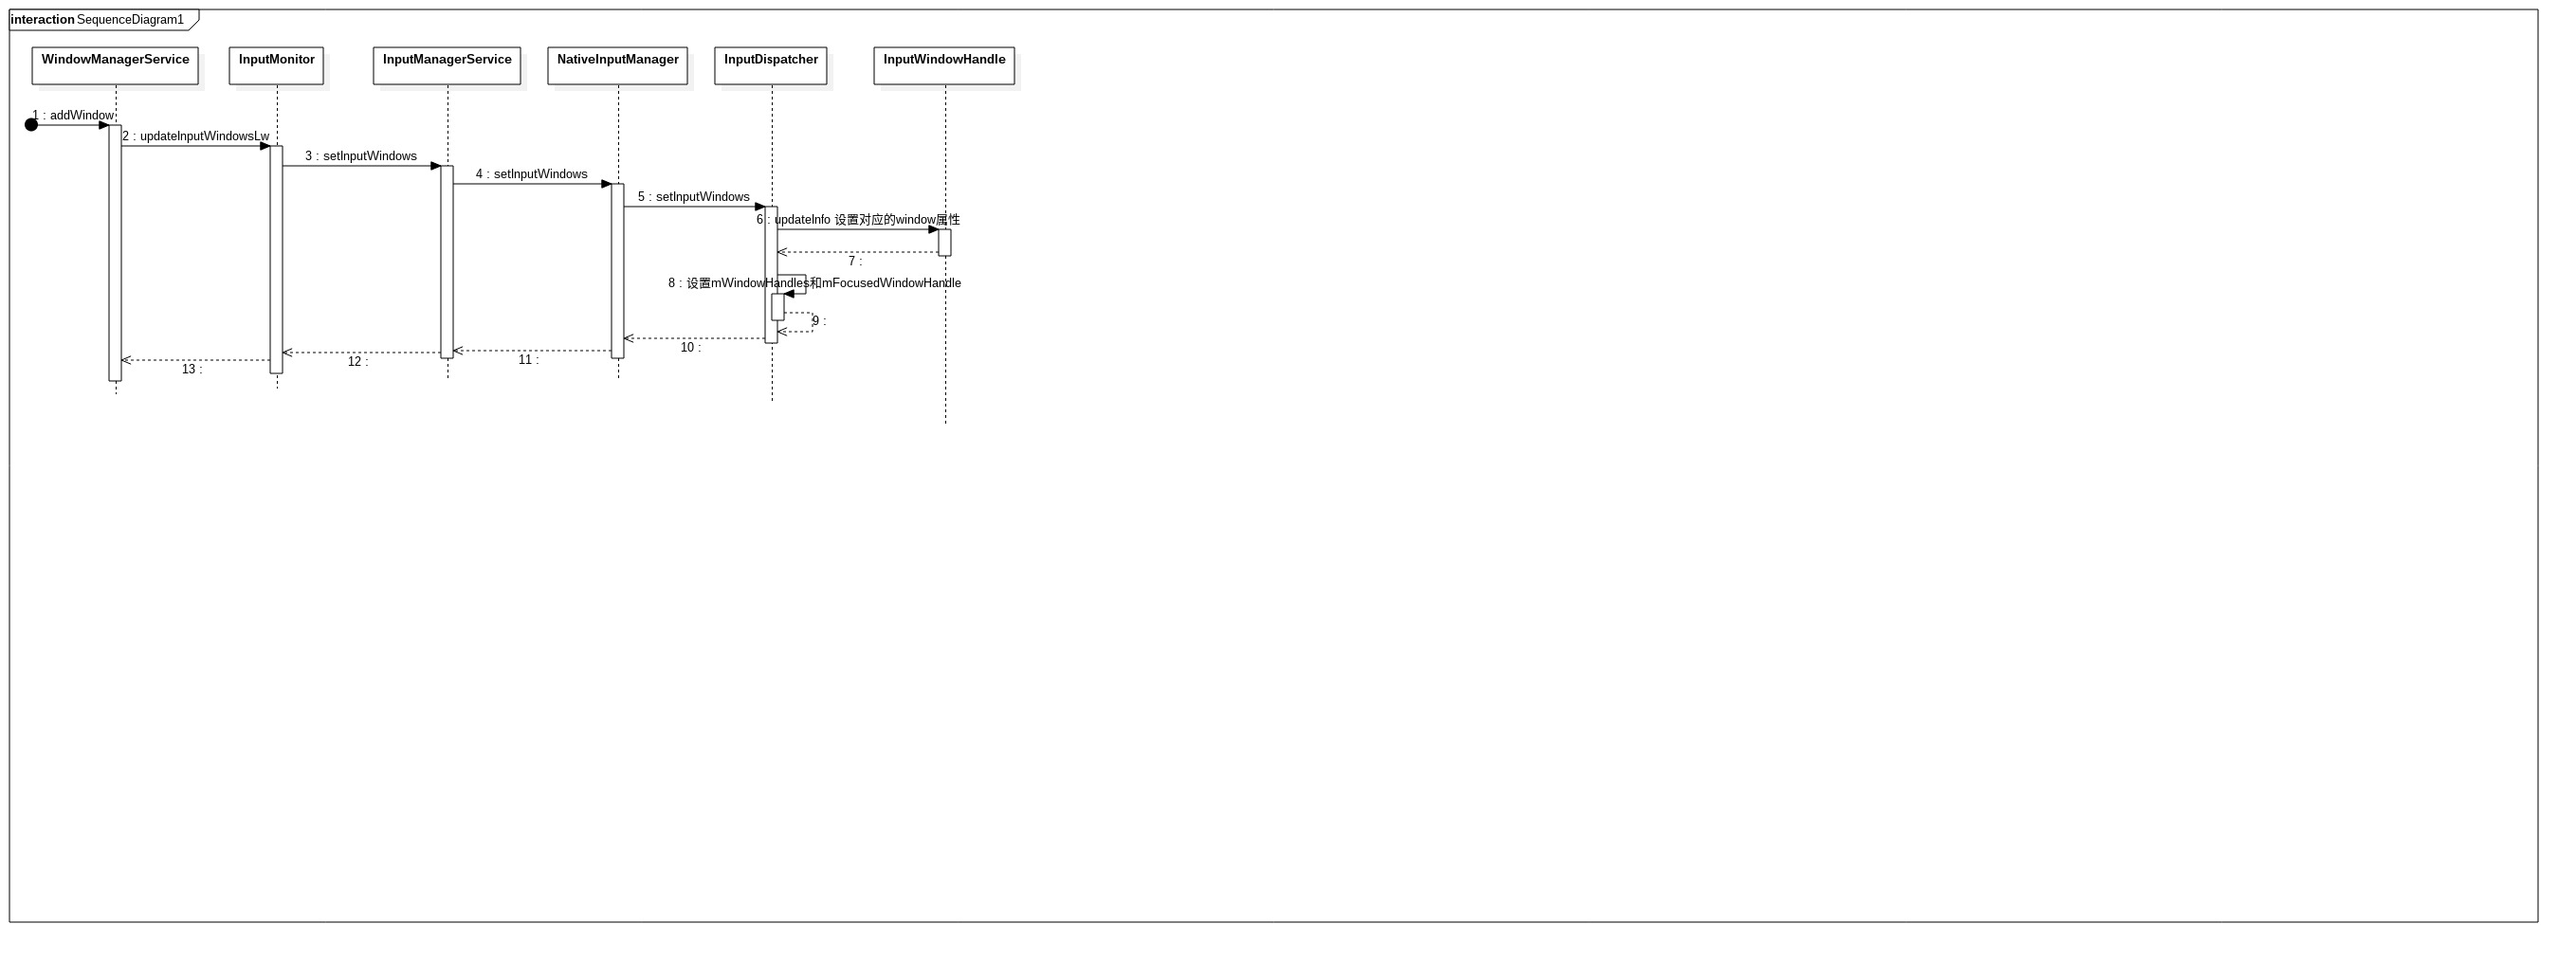 interaction SequenceDiagram1
WindowManagerService
InputMonitor
InputManagerService
NativeInputManager
InputDispatcher
InputWindowHandle
1 : addWindow
2 : updateInputWindowsLw
3 : setInputWindows
4 : setInputWindows
5 : setInputWindows
6 : updateInfo 设置对应的window属性
7 :
8 : 设置mWindowHandles和mFocusedWindowHandle
9 :
10 :
11 :
12 :
13 :